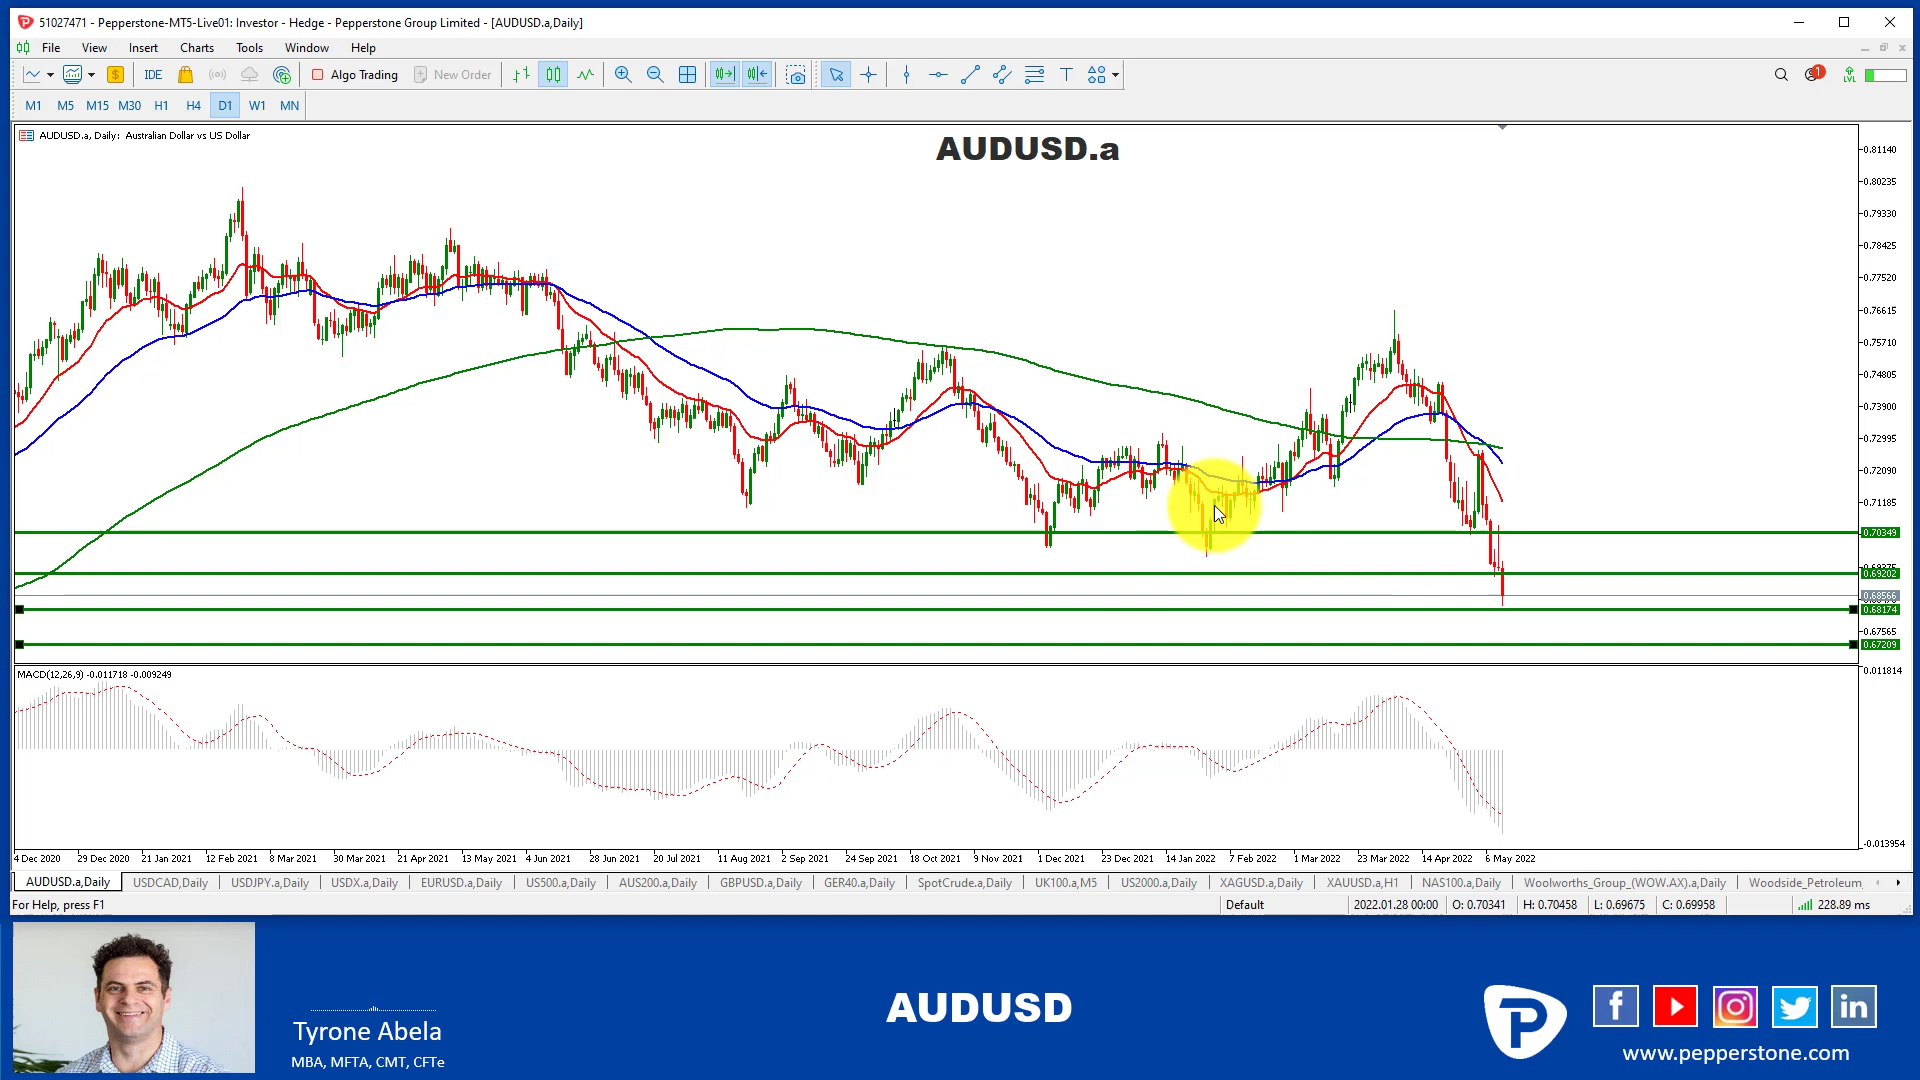 51027471 - Pepperstone-MT5-Live01: Investor - Hedge - Pepperstone Group Limited - [AUDUSD.a,Daily]
File View Insert Charts Tools Window Help
IDE Algo Trading New Order
1
LVL
M1 M5 M15 M30 H1 H4 D1 W1 MN
AUDUSD.a, Daily: Australian Dollar vs US Dollar
AUDUSD.a
0.81140
0.80235
0.79330
0.78425
0.77520
0.76615
0.75710
0.74805
0.73900
0.72995
0.72090
0.71185
0.70349
0.69202
0.68566
0.68174
0.67565
0.67209
MACD(12,26,9) -0.011718 -0.009249
0.011814
-0.013954
4 Dec 2020 29 Dec 2020 21 Jan 2021 12 Feb 2021 8 Mar 2021 30 Mar 2021 21 Apr 2021 13 May 2021 4 Jun 2021 28 Jun 2021 20 Jul 2021 11 Aug 2021 2 Sep 2021 24 Sep 2021 18 Oct 2021 9 Nov 2021 1 Dec 2021 23 Dec 2021 14 Jan 2022 7 Feb 2022 1 Mar 2022 23 Mar 2022 14 Apr 2022 6 May 2022
AUDUSD.a,Daily USDCAD,Daily USDJPY.a,Daily USDX.a,Daily EURUSD.a,Daily US500.a,Daily AUS200.a,Daily GBPUSD.a,Daily GER40.a,Daily SpotCrude.a,Daily UK100.a,M5 US2000.a,Daily XAGUSD.a,Daily XAUUSD.a,H1 NAS100.a,Daily Woolworths_Group_(WOW.AX).a,Daily Woodside_Petroleum_
For Help, press F1 Default 2022.01.28 00:00 O: 0.70341 H: 0.70458 L: 0.69675 C: 0.69958 228.89 ms
Tyrone Abela
MBA, MFTA, CMT, CFTe
AUDUSD
www.pepperstone.com